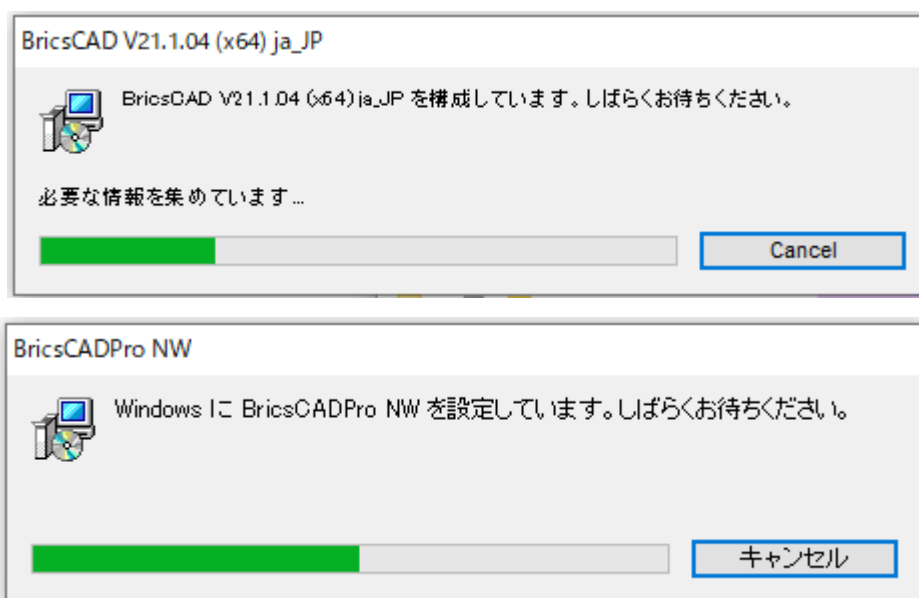 BricsCAD V21.1.04 (x64) ja_JP
BricsCAD V21.1.04 (x64) ja_JP を構成しています。しばらくお待ちください。
必要な情報を集めています...
Cancel
BricsCADPro NW
Windows に BricsCADPro NW を設定しています。しばらくお待ちください。
キャンセル